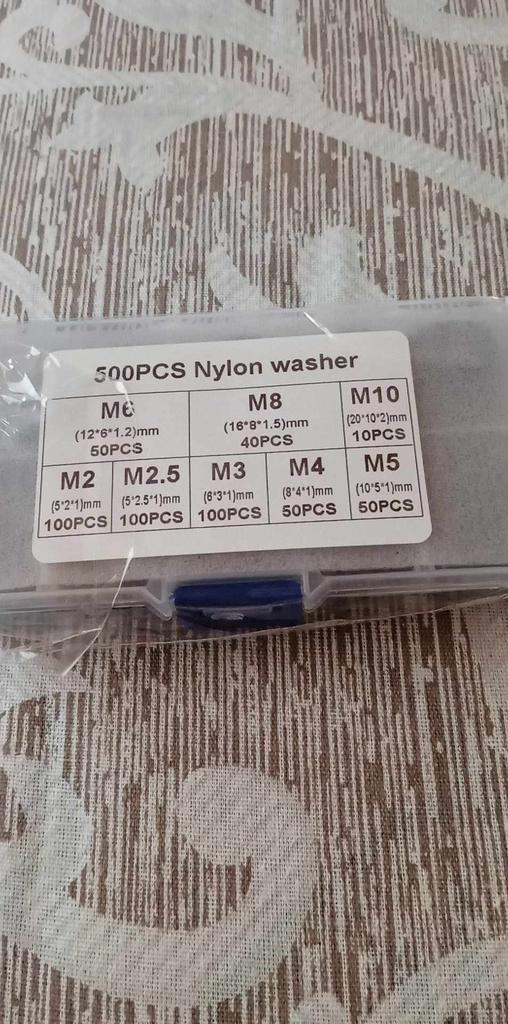 500PCS Nylon washer
M6 M8 M10
(12*6*1.2)mm (16*8*1.5)mm (20*10*2)mm
50PCS 40PCS 10PCS
M2 M2.5 M3 M4 M5
(5*2*1)mm (5*2.5*1)mm (6*3*1)mm (8*4*1)mm (10*5*1)mm
100PCS 100PCS 100PCS 50PCS 50PCS